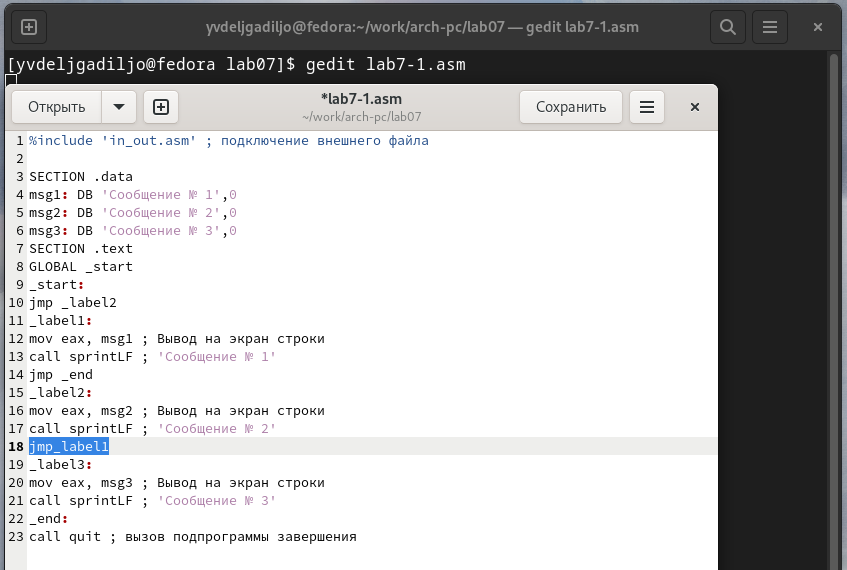 yvdeljgadiljo@fedora:~/work/arch-pc/lab07 — gedit lab7-1.asm
[yvdeljgadiljo@fedora lab07]$ gedit lab7-1.asm
Открыть
*lab7-1.asm
~/work/arch-pc/lab07
Сохранить
1 %include 'in_out.asm' ; подключение внешнего файла
2
3 SECTION .data
4 msg1: DB 'Сообщение № 1',0
5 msg2: DB 'Сообщение № 2',0
6 msg3: DB 'Сообщение № 3',0
7 SECTION .text
8 GLOBAL _start
9 _start:
10 jmp _label2
11 _label1:
12 mov eax, msg1 ; Вывод на экран строки
13 call sprintLF ; 'Сообщение № 1'
14 jmp _end
15 _label2:
16 mov eax, msg2 ; Вывод на экран строки
17 call sprintLF ; 'Сообщение № 2'
18 jmp_label1
19 _label3:
20 mov eax, msg3 ; Вывод на экран строки
21 call sprintLF ; 'Сообщение № 3'
22 _end:
23 call quit ; вызов подпрограммы завершения